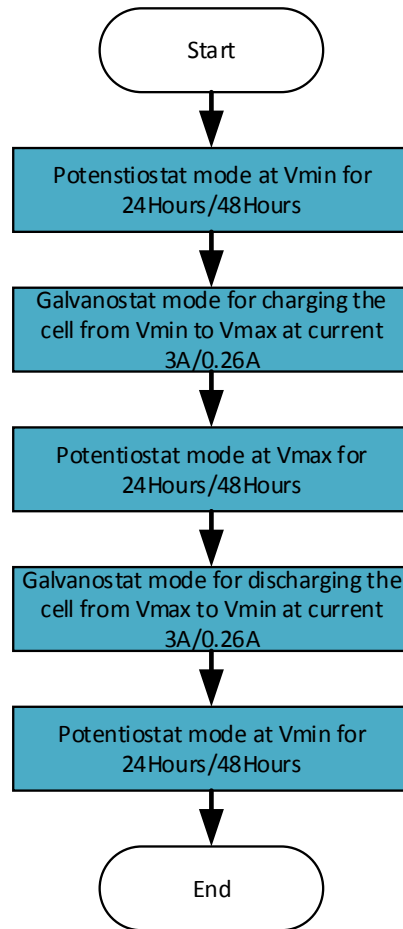 Start
Potenstiostat mode at Vmin for
24Hours/48Hours
Galvanostat mode for charging the
cell from Vmin to Vmax at current
3A/0.26A
Potentiostat mode at Vmax for
24Hours/48Hours
Galvanostat mode for discharging the
cell from Vmax to Vmin at current
3A/0.26A
Potentiostat mode at Vmin for
24Hours/48Hours
End